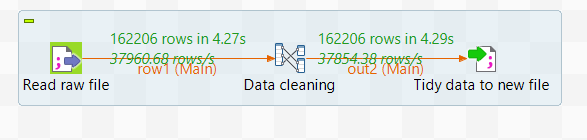 162206 rows in 4.27s
37960.68 rows/s
row1 (Main)
162206 rows in 4.29s
37854.38 rows/s
out2 (Main)
Read raw file
Data cleaning
Tidy data to new file